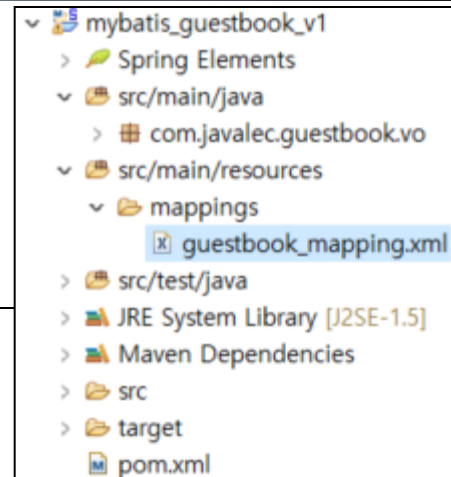 mybatis_guestbook_v1
Spring Elements
src/main/java
com.javalec.guestbook.vo
src/main/resources
mappings
guestbook_mapping.xml
src/test/java
JRE System Library [J2SE-1.5]
Maven Dependencies
src
target
pom.xml